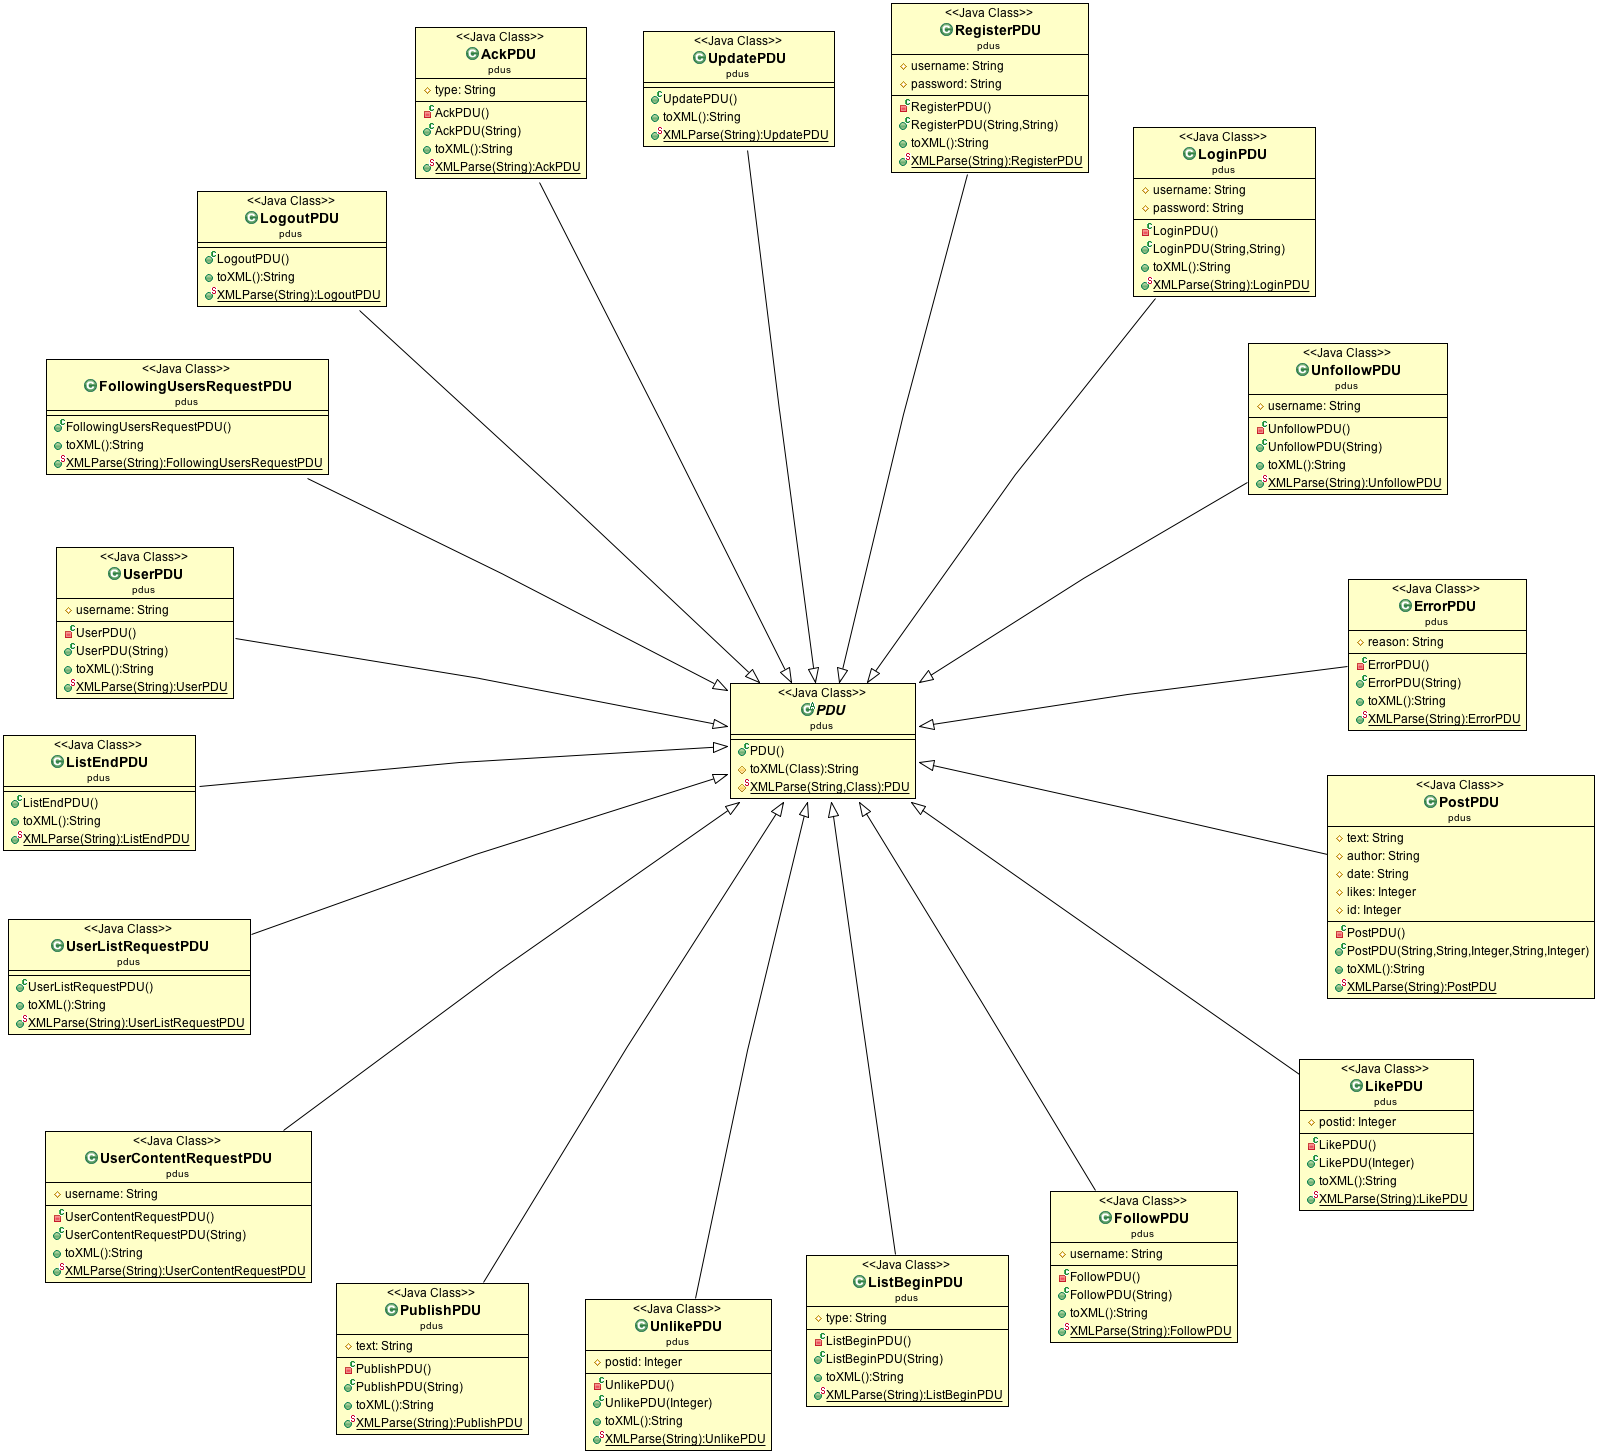 <<Java Class>>
RegisterPDU
pdus
username: String
password: String
RegisterPDU()
RegisterPDU(String,String)
toXML():String
XMLParse(String):RegisterPDU
<<Java Class>>
AckPDU
pdus
type: String
AckPDU()
AckPDU(String)
toXML():String
XMLParse(String):AckPDU
<<Java Class>>
UpdatePDU
pdus
UpdatePDU()
toXML():String
XMLParse(String):UpdatePDU
<<Java Class>>
LoginPDU
pdus
username: String
password: String
LoginPDU()
LoginPDU(String,String)
toXML():String
XMLParse(String):LoginPDU
<<Java Class>>
LogoutPDU
pdus
LogoutPDU()
toXML():String
XMLParse(String):LogoutPDU
<<Java Class>>
UnfollowPDU
pdus
username: String
UnfollowPDU()
UnfollowPDU(String)
toXML():String
XMLParse(String):UnfollowPDU
<<Java Class>>
FollowingUsersRequestPDU
pdus
FollowingUsersRequestPDU()
toXML():String
XMLParse(String):FollowingUsersRequestPDU
<<Java Class>>
UserPDU
pdus
username: String
UserPDU()
UserPDU(String)
toXML():String
XMLParse(String):UserPDU
<<Java Class>>
ErrorPDU
pdus
reason: String
ErrorPDU()
ErrorPDU(String)
toXML():String
XMLParse(String):ErrorPDU
<<Java Class>>
PDU
pdus
PDU()
toXML(Class):String
XMLParse(String,Class):PDU
<<Java Class>>
ListEndPDU
pdus
ListEndPDU()
toXML():String
XMLParse(String):ListEndPDU
<<Java Class>>
PostPDU
pdus
text: String
author: String
date: String
likes: Integer
id: Integer
PostPDU()
PostPDU(String,String,Integer,String,Integer)
toXML():String
XMLParse(String):PostPDU
<<Java Class>>
UserListRequestPDU
pdus
UserListRequestPDU()
toXML():String
XMLParse(String):UserListRequestPDU
<<Java Class>>
LikePDU
pdus
postid: Integer
LikePDU()
LikePDU(Integer)
toXML():String
XMLParse(String):LikePDU
<<Java Class>>
UserContentRequestPDU
pdus
username: String
UserContentRequestPDU()
UserContentRequestPDU(String)
toXML():String
XMLParse(String):UserContentRequestPDU
<<Java Class>>
FollowPDU
pdus
username: String
FollowPDU()
FollowPDU(String)
toXML():String
XMLParse(String):FollowPDU
<<Java Class>>
ListBeginPDU
pdus
type: String
ListBeginPDU()
ListBeginPDU(String)
toXML():String
XMLParse(String):ListBeginPDU
<<Java Class>>
PublishPDU
pdus
text: String
PublishPDU()
PublishPDU(String)
toXML():String
XMLParse(String):PublishPDU
<<Java Class>>
UnlikePDU
pdus
postid: Integer
UnlikePDU()
UnlikePDU(Integer)
toXML():String
XMLParse(String):UnlikePDU